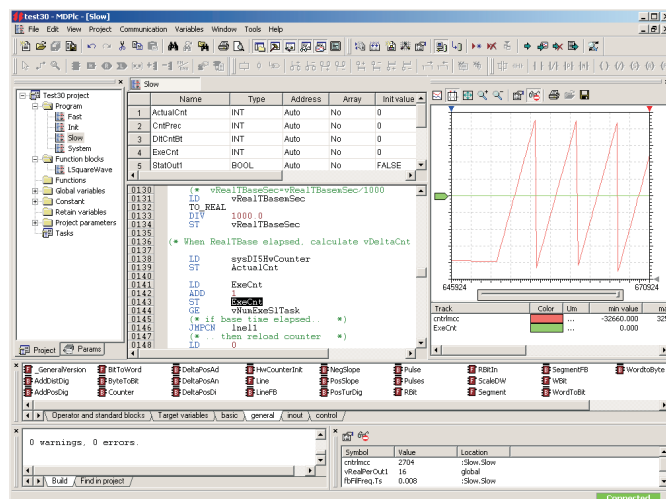 test30 - MDPlc - [Slow]
File Edit View Project Communication Variables Window Tools Help
Test30 project
Program
Fast
Init
Slow
System
Function blocks
LSquareWave
Functions
Global variables
Constant
Retain variables
Project parameters
Tasks
Project Params
Slow
Name Type Address Array Init value
1 ActualCnt INT Auto No 0
2 CntPrec INT Auto No 0
3 DltCntBt INT Auto No 0
4 ExeCnt INT Auto No 0
5 StatOut1 BOOL Auto No FALSE
0130 (* vRealTBaseSec=vRealTBasemSec/1000
0131 LD vRealTBasemSec
0132 TO_REAL
0133 DIV 1000.0
0134 ST vRealTBaseSec
0135
0136 (* When RealTBase elapsed, calculate vDeltaCnt
0137
0138 LD sysDI5HwCounter
0139 ST ActualCnt
0140
0141 LD ExeCnt
0142 ADD 1
0143 ST ExeCnt
0144 GE vNumExeSlTask
0145 (* if base time elapsed.. *)
0146 JMPCN lnel1
0147 (* .. then reload counter *)
0148 LD 0
645924 670924
Track Color Um min value
cntrlmcc ... -32660.000
ExeCnt ... 0.000
_GeneralVersion BitToWord DeltaPosAd HwCounterInit NegSlope Pulse RBitIn SegmentFB WordtoByte
AddDistDig ByteToBit DeltaPosAn Line PosSlope Pulses ScaleDW WBit
AddPosDig Counter DeltaPosDi LineFB PosTurDig RBit Segment WordToBit
Operator and standard blocks Target variables basic general inout control
0 warnings, 0 errors.
Build Find in project
Symbol Value Location
cntrlmcc 2704 :Slow.Slow
vRealPerOut1 16 global
fbFilFreq.Ts 0.008 :Slow.Slow
Connected